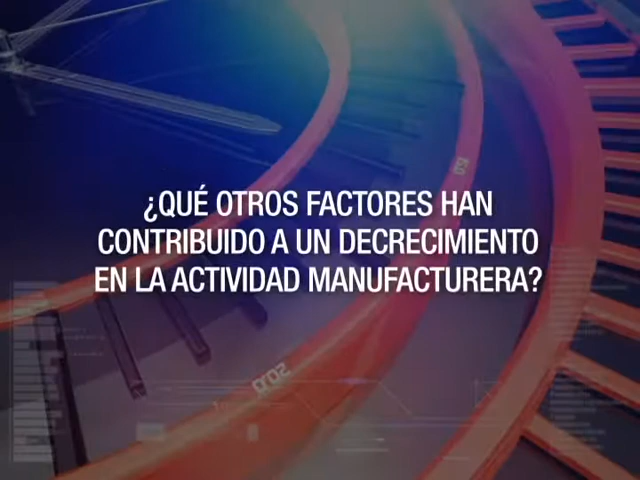 ¿QUÉ OTROS FACTORES HAN
CONTRIBUIDO A UN DECRECIMIENTO
EN LA ACTIVIDAD MANUFACTURERA?